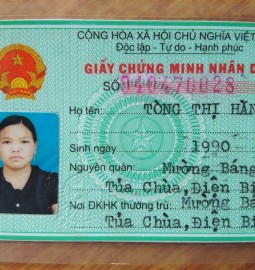 CỘNG HÒA XÃ HỘI CHỦ NGHĨA VIỆT
Độc lập - Tự do - Hạnh phúc
GIẤY CHỨNG MINH NHÂN D
SỐ 040470028
Họ tên: TÒNG THỊ HẶN
Sinh ngày 1990
Nguyên quán: Mường Báng
Tủa Chùa, Điện Bi
Nơi ĐKHK thường trú: Mường B
Tủa Chùa, Điện Bi